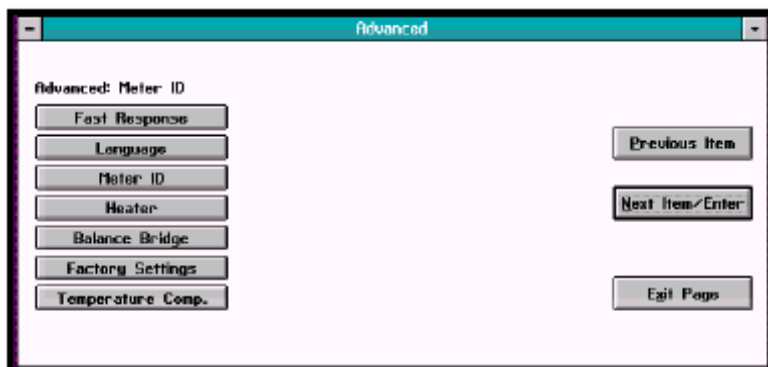 Advanced
Advanced: Meter ID
Fast Response
Language
Meter ID
Heater
Balance Bridge
Factory Settings
Temperature Comp.
Previous Item
Next Item/Enter
Exit Page